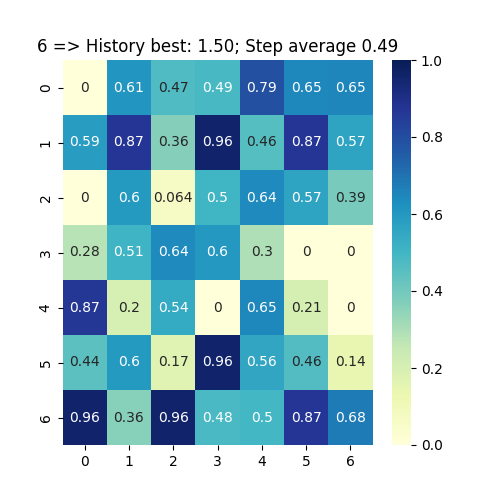 6 => History best: 1.50; Step average 0.49
0 0 0.61 0.47 0.49 0.79 0.65 0.65
1 0.59 0.87 0.36 0.96 0.46 0.87 0.57
2 0 0.6 0.064 0.5 0.64 0.57 0.39
3 0.28 0.51 0.64 0.6 0.3 0 0
4 0.87 0.2 0.54 0 0.65 0.21 0
5 0.44 0.6 0.17 0.96 0.56 0.46 0.14
6 0.96 0.36 0.96 0.48 0.5 0.87 0.68
0 1 2 3 4 5 6
1.0
0.8
0.6
0.4
0.2
0.0